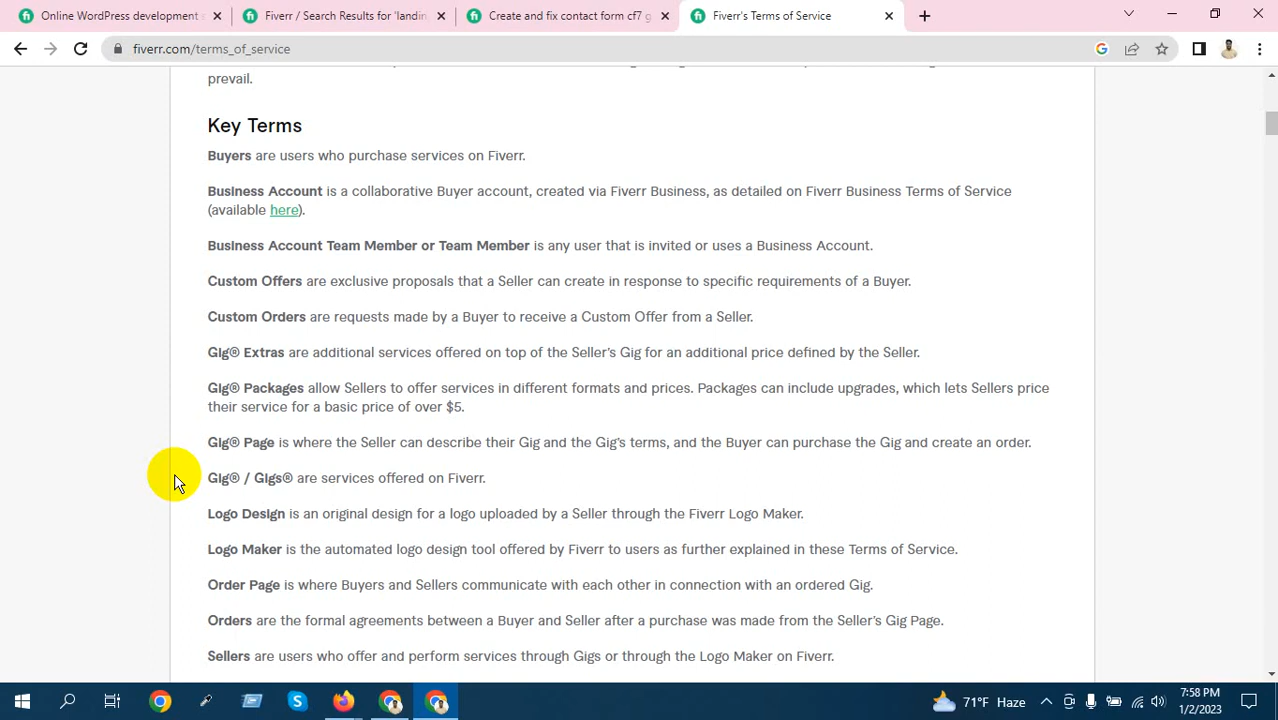 Online WordPress development s
Fiverr / Search Results for 'landin
Create and fix contact form cf7 g
Fiverr's Terms of Service
fiverr.com/terms_of_service
prevail.
Key Terms
Buyers are users who purchase services on Fiverr.
Business Account is a collaborative Buyer account, created via Fiverr Business, as detailed on Fiverr Business Terms of Service
(available here).
Business Account Team Member or Team Member is any user that is invited or uses a Business Account.
Custom Offers are exclusive proposals that a Seller can create in response to specific requirements of a Buyer.
Custom Orders are requests made by a Buyer to receive a Custom Offer from a Seller.
Gig® Extras are additional services offered on top of the Seller's Gig for an additional price defined by the Seller.
Gig® Packages allow Sellers to offer services in different formats and prices. Packages can include upgrades, which lets Sellers price
their service for a basic price of over $5.
Gig® Page is where the Seller can describe their Gig and the Gig's terms, and the Buyer can purchase the Gig and create an order.
Gig® / Gigs® are services offered on Fiverr.
Logo Design is an original design for a logo uploaded by a Seller through the Fiverr Logo Maker.
Logo Maker is the automated logo design tool offered by Fiverr to users as further explained in these Terms of Service.
Order Page is where Buyers and Sellers communicate with each other in connection with an ordered Gig.
Orders are the formal agreements between a Buyer and Seller after a purchase was made from the Seller's Gig Page.
Sellers are users who offer and perform services through Gigs or through the Logo Maker on Fiverr.
71°F Haze
7:58 PM
1/2/2023